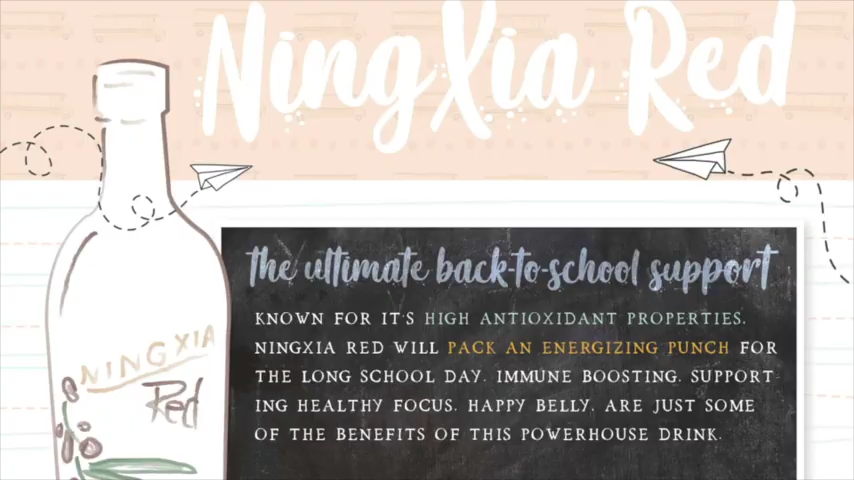 NingXia Red
the ultimate back-to-school support
KNOWN FOR IT'S HIGH ANTIOXIDANT PROPERTIES.
NINGXIA RED WILL PACK AN ENERGIZING PUNCH FOR
THE LONG SCHOOL DAY. IMMUNE BOOSTING. SUPPORT-
ING HEALTHY FOCUS. HAPPY BELLY. ARE JUST SOME
OF THE BENEFITS OF THIS POWERHOUSE DRINK.
NINGXIA
Red